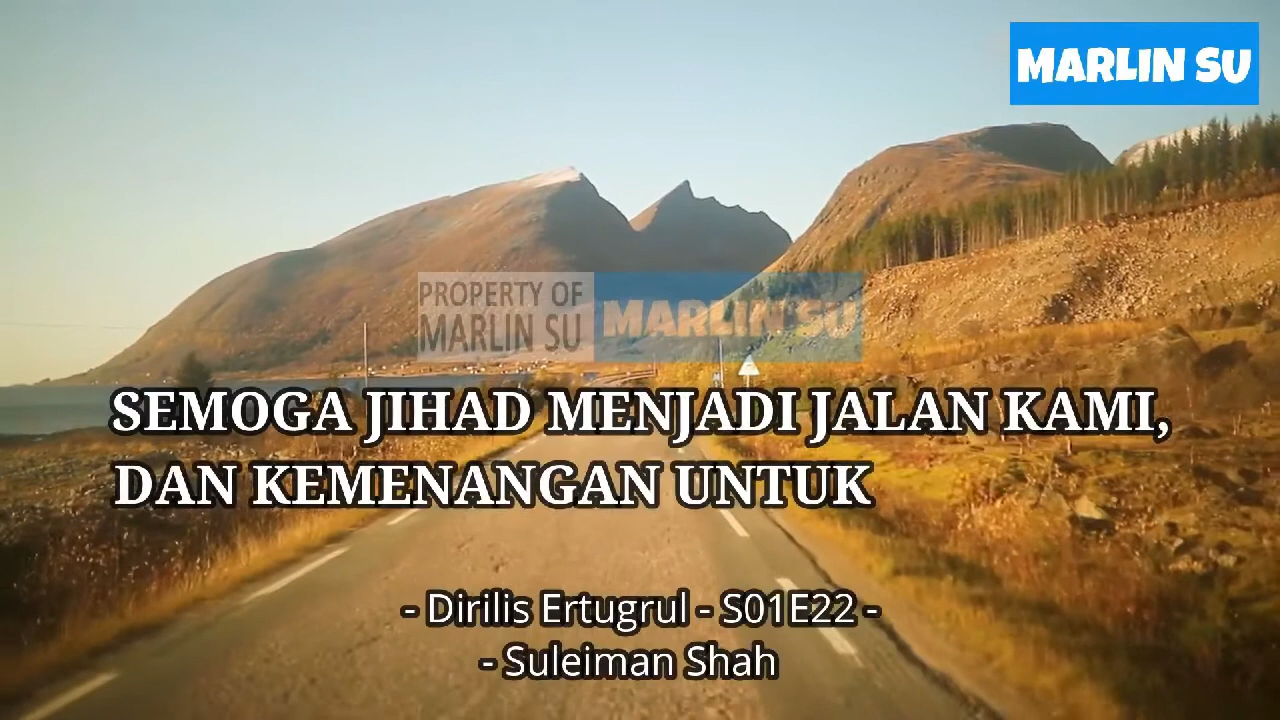 MARLIN SU
PROPERTY OF
MARLIN SU
MARLIN SU
SEMOGA JIHAD MENJADI JALAN KAMI,
DAN KEMENANGAN UNTUK
- Dirilis Ertugrul - S01E22 -
- Suleiman Shah